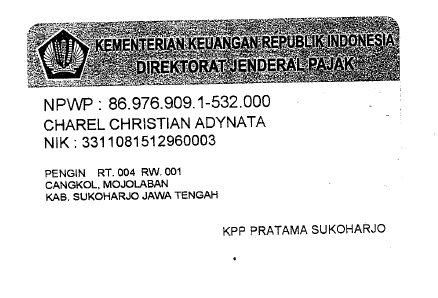 KEMENTERIAN KEUANGAN REPUBLIK INDONESIA
DIREKTORAT JENDERAL PAJAK
NPWP : 86.976.909.1-532.000
CHAREL CHRISTIAN ADYNATA
NIK : 3311081512960003
PENGIN RT. 004 RW. 001
CANGKOL, MOJOLABAN
KAB. SUKOHARJO JAWA TENGAH
KPP PRATAMA SUKOHARJO